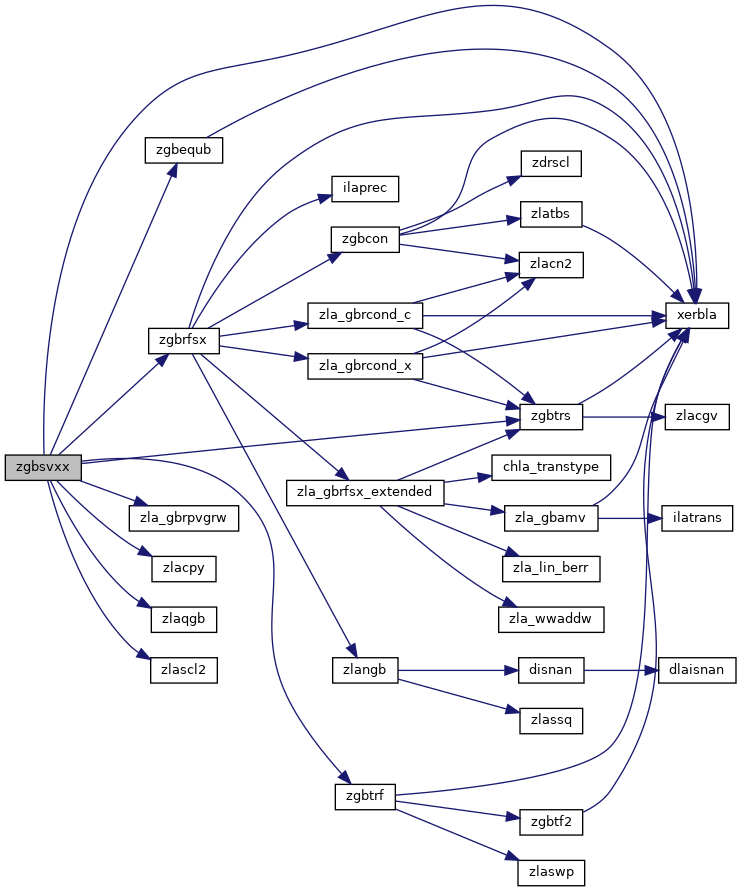 zgbsvxx
zgbequb
zgbrfsx
zla_gbrpvgrw
zlacpy
zlaqgb
zlascl2
ilaprec
zgbcon
zla_gbrcond_c
zla_gbrcond_x
zla_gbrfsx_extended
zlangb
zgbtrf
zdrscl
zlatbs
zlacn2
zgbtrs
chla_transtype
zla_gbamv
zla_lin_berr
zla_wwaddw
disnan
zlassq
zgbtf2
zlaswp
xerbla
zlacgv
ilatrans
dlaisnan